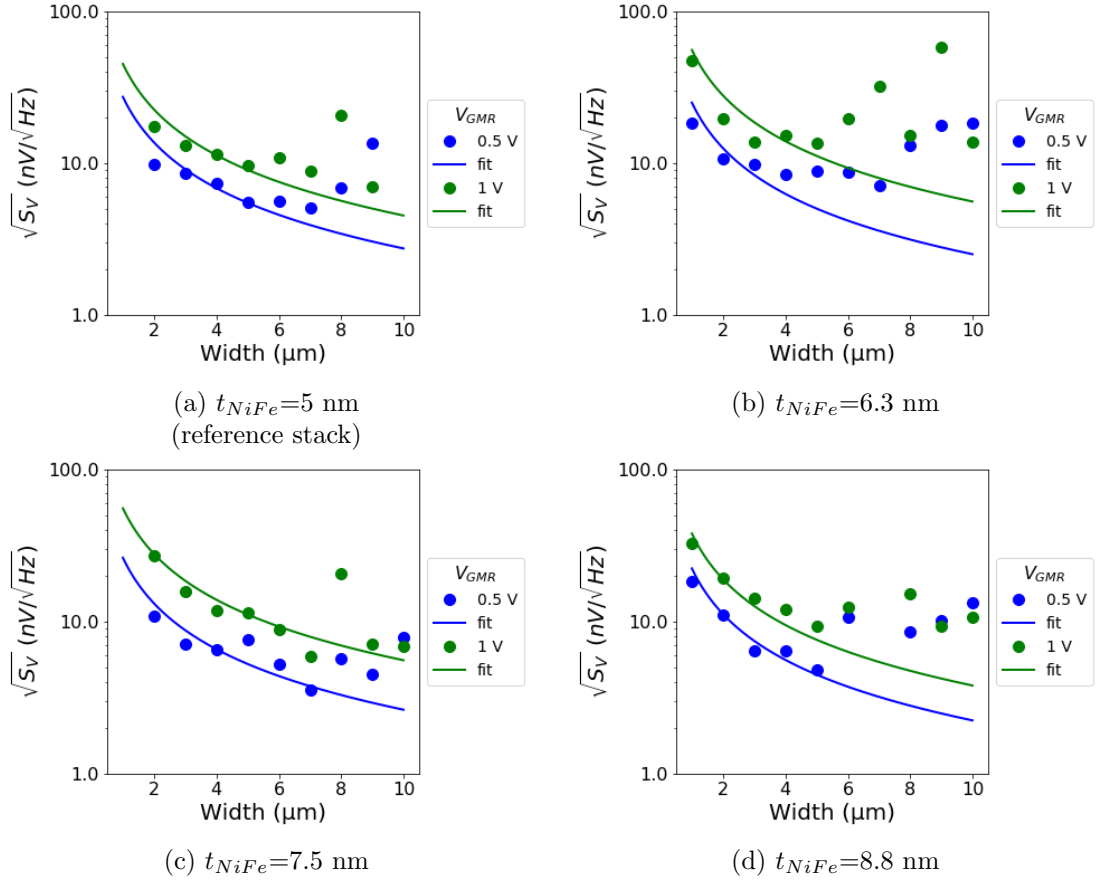 100.0
10.0
1.0
√S_V (nV/√Hz)
2 4 6 8 10
Width (µm)
V_GMR
0.5 V
fit
1 V
fit
(a) t_NiFe=5 nm
(reference stack)
100.0
10.0
1.0
√S_V (nV/√Hz)
2 4 6 8 10
Width (µm)
V_GMR
0.5 V
fit
1 V
fit
(b) t_NiFe=6.3 nm
100.0
10.0
1.0
√S_V (nV/√Hz)
2 4 6 8 10
Width (µm)
V_GMR
0.5 V
fit
1 V
fit
(c) t_NiFe=7.5 nm
100.0
10.0
1.0
√S_V (nV/√Hz)
2 4 6 8 10
Width (µm)
V_GMR
0.5 V
fit
1 V
fit
(d) t_NiFe=8.8 nm